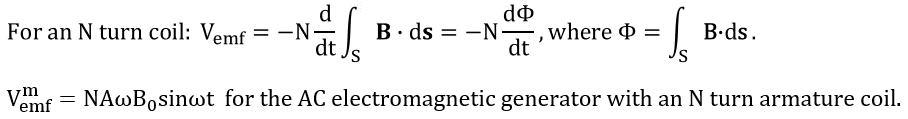 For an N turn coil: V_emf = −N d/dt ∫_S B · ds = −N dΦ/dt , where Φ = ∫_S B·ds .
V_emf^m = NAωB₀sinωt for the AC electromagnetic generator with an N turn armature coil.